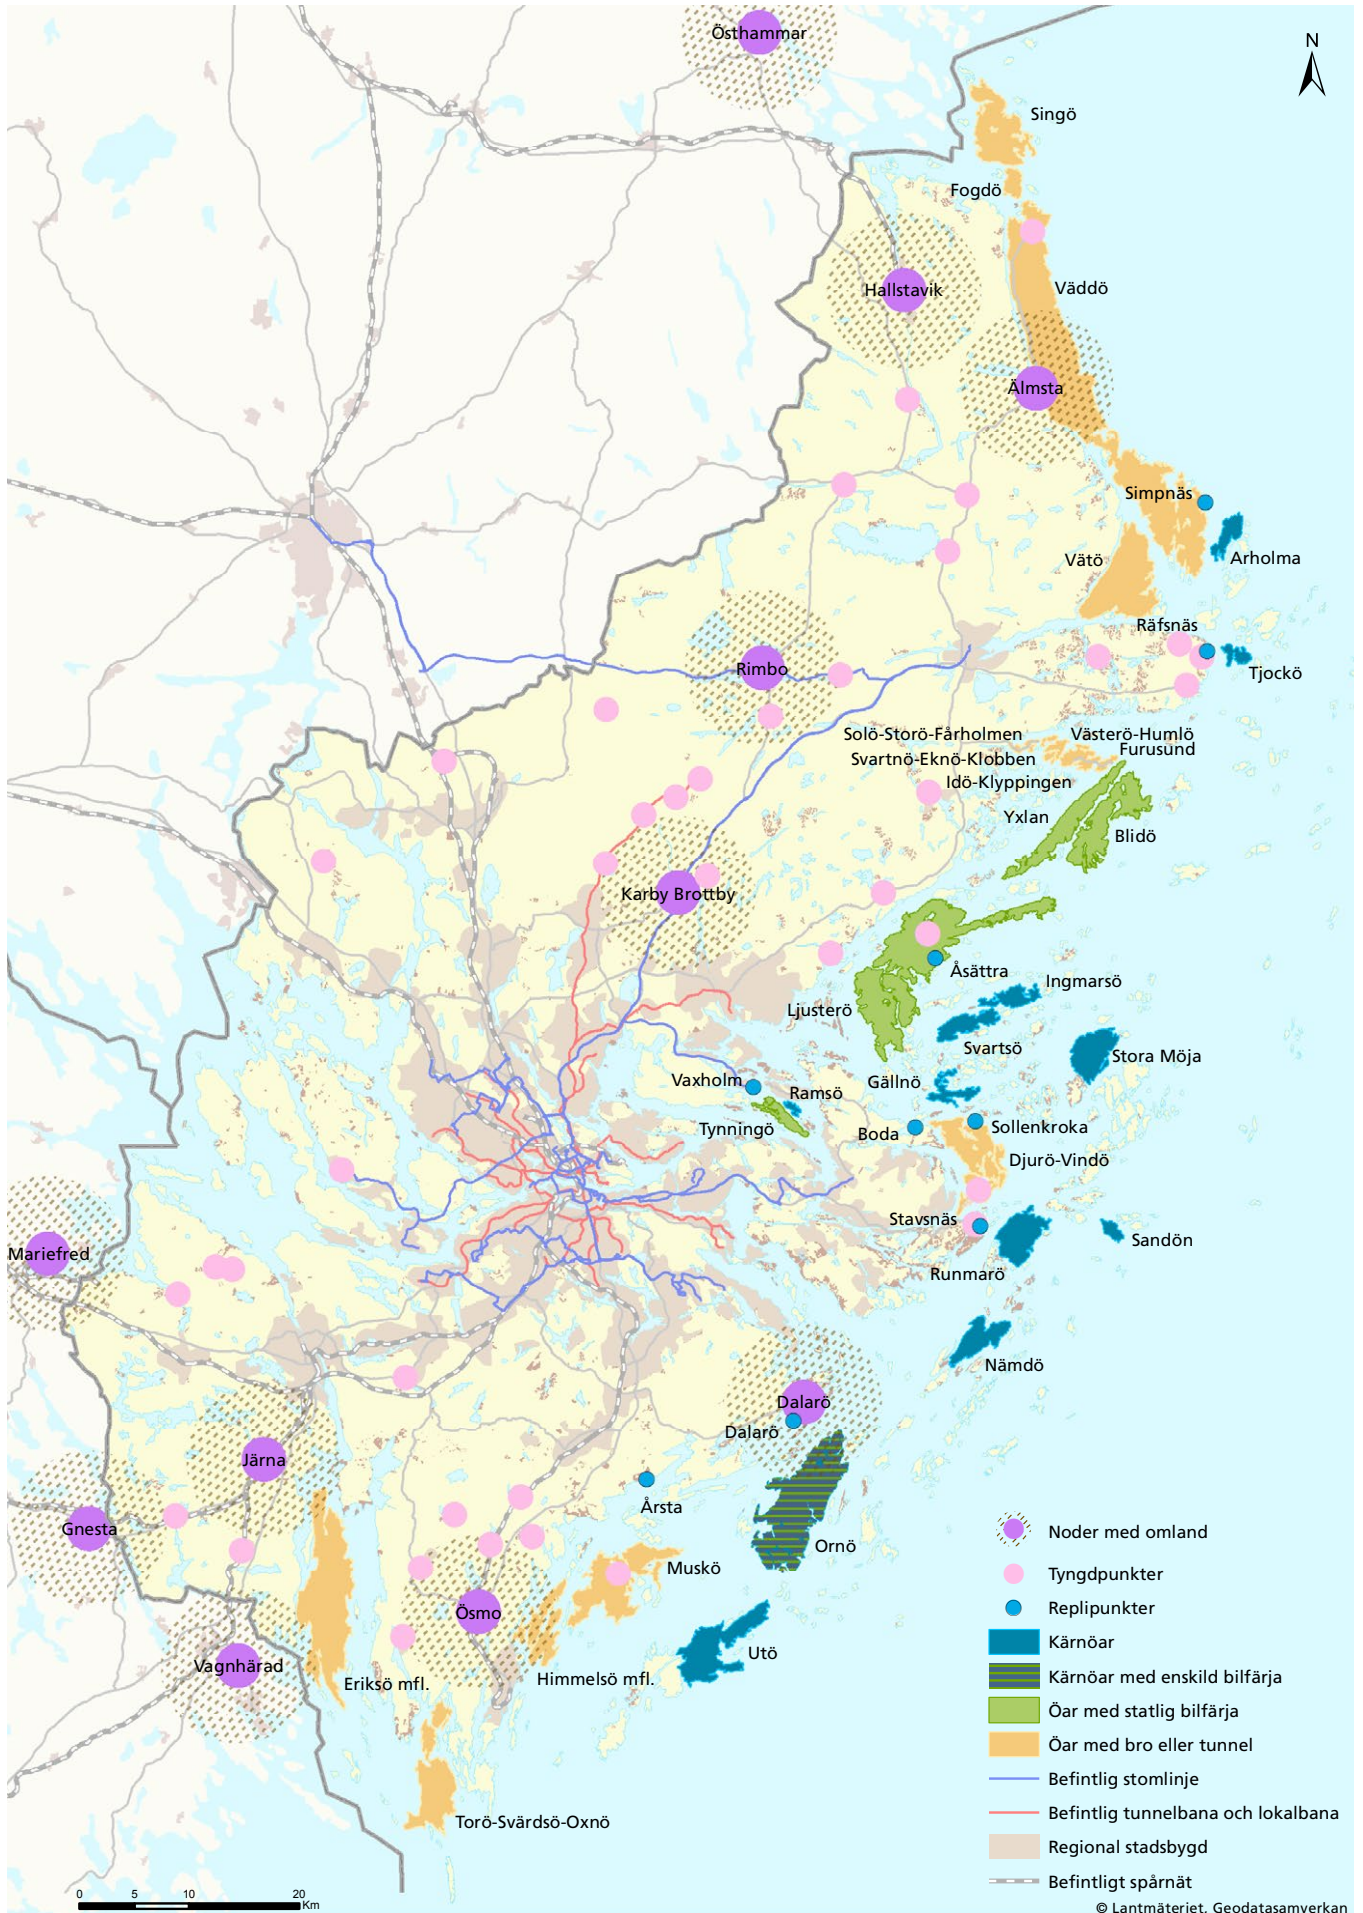 Östhammar
N
Singö
Fogdö
Hallstavik
Väddö
Älmsta
Simpnäs
Arholma
Vätö
Räfsnäs
Rimbo
Tjockö
Solö-Storö-Fårholmen
Västerö-Humlö
Furusund
Svartnö-Eknö-Klobben
Idö-Klyppingen
Yxlan
Blidö
Karby Brottby
Åsättra
Ingmarsö
Ljusterö
Svartsö
Stora Möja
Vaxholm
Gällnö
Ramsö
Tynningö
Boda
Sollenkroka
Djurö-Vindö
Stavsnäs
Mariefred
Sandön
Runmarö
Nämdö
Dalarö
Dalarö
Järna
Årsta
Gnesta
Ornö
Muskö
Ösmo
Utö
Vagnhärad
Eriksö mfl.
Himmelsö mfl.
Torö-Svärdsö-Oxnö
Noder med omland
Tyngdpunkter
Replipunkter
Kärnöar
Kärnöar med enskild bilfärja
Öar med statlig bilfärja
Öar med bro eller tunnel
Befintlig stomlinje
Befintlig tunnelbana och lokalbana
Regional stadsbygd
Befintligt spårnät
0 5 10 20
Km
© Lantmäteriet, Geodatasamverkan